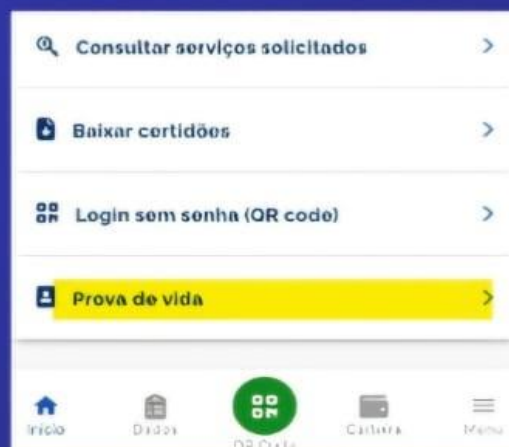 Consultar serviços solicitados
Baixar certidões
Login sem senha (QR code)
Prova de vida
Início
Dados
QR Code
Carteira
Menu